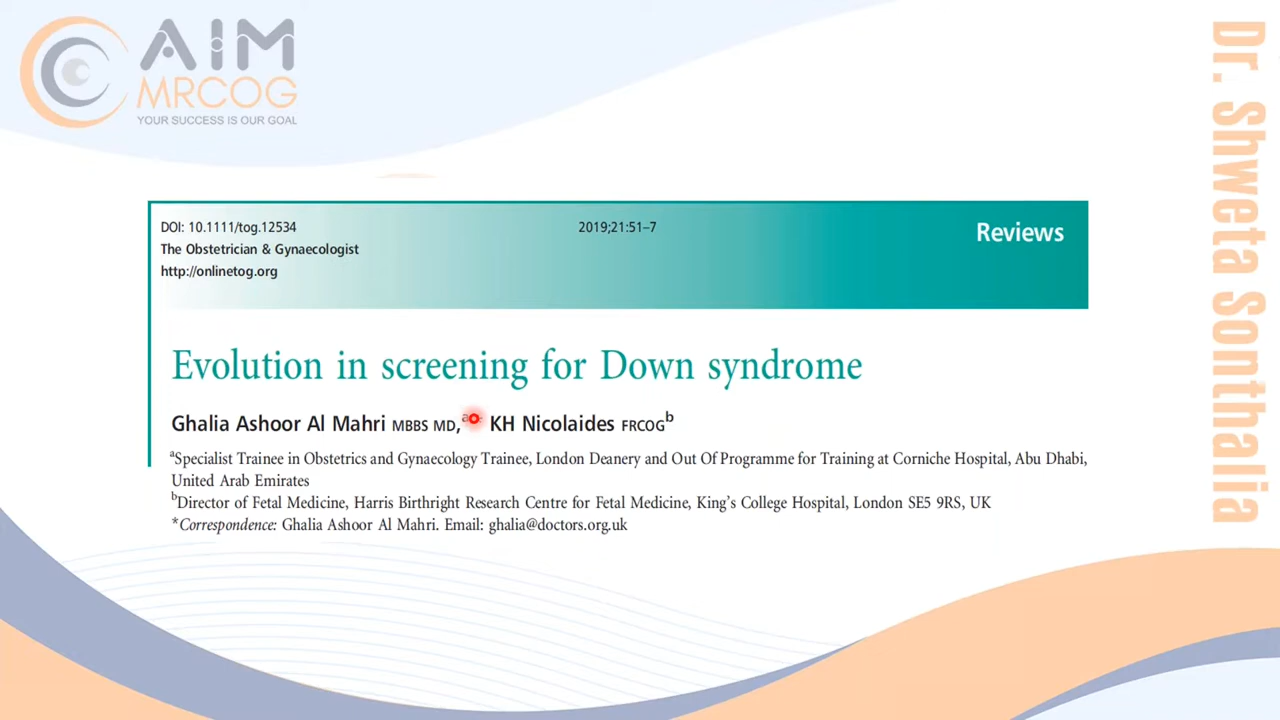 AIM
MRCOG
YOUR SUCCESS IS OUR GOAL
Dr. Shweta Sonthalia
DOI: 10.1111/tog.12534
2019;21:51–7
Reviews
The Obstetrician & Gynaecologist
http://onlinetog.org
Evolution in screening for Down syndrome
Ghalia Ashoor Al Mahri MBBS MD,a* KH Nicolaides FRCOGb
aSpecialist Trainee in Obstetrics and Gynaecology Trainee, London Deanery and Out Of Programme for Training at Corniche Hospital, Abu Dhabi,
United Arab Emirates
bDirector of Fetal Medicine, Harris Birthright Research Centre for Fetal Medicine, King's College Hospital, London SE5 9RS, UK
*Correspondence: Ghalia Ashoor Al Mahri. Email: ghalia@doctors.org.uk